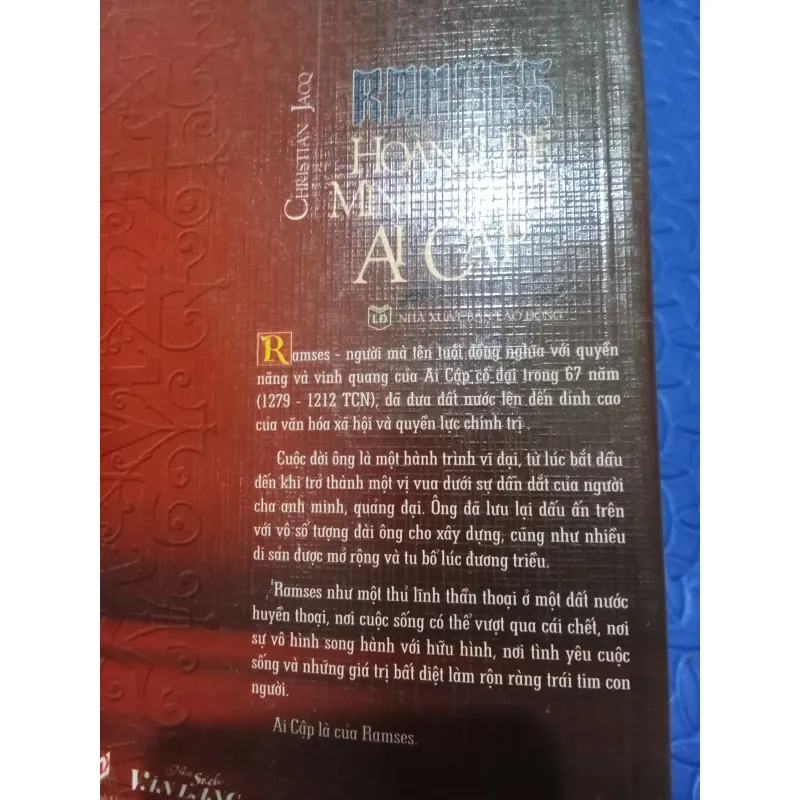 CHRISTIAN JACQ
RAMSES
HOÀNG ĐẾ
AI CẬP
LĐ NHÀ XUẤT BẢN LAO ĐỘNG
Ramses - người mà tên tuổi đồng nghĩa với quyền
năng và vinh quang của Ai Cập cổ đại trong 67 năm
(1279 - 1212 TCN), đã đưa đất nước lên đến đỉnh cao
của văn hóa xã hội và quyền lực chính trị.
Cuộc đời ông là một hành trình vĩ đại, từ lúc bắt đầu
đến khi trở thành một vị vua dưới sự dẫn dắt của người
cha anh minh, quảng đại. Ông đã lưu lại dấu ấn trên
với vô số tượng đài ông cho xây dựng, cũng như nhiều
di sản được mở rộng và tu bổ lúc đương triều.
"Ramses như một thủ lĩnh thần thoại ở một đất nước
huyền thoại, nơi cuộc sống có thể vượt qua cái chết, nơi
sự vô hình song hành với hữu hình, nơi tình yêu cuộc
sống và những giá trị bất diệt làm rộn ràng trái tim con
người.
Ai Cập là của Ramses.
Sách
VĂN LANG